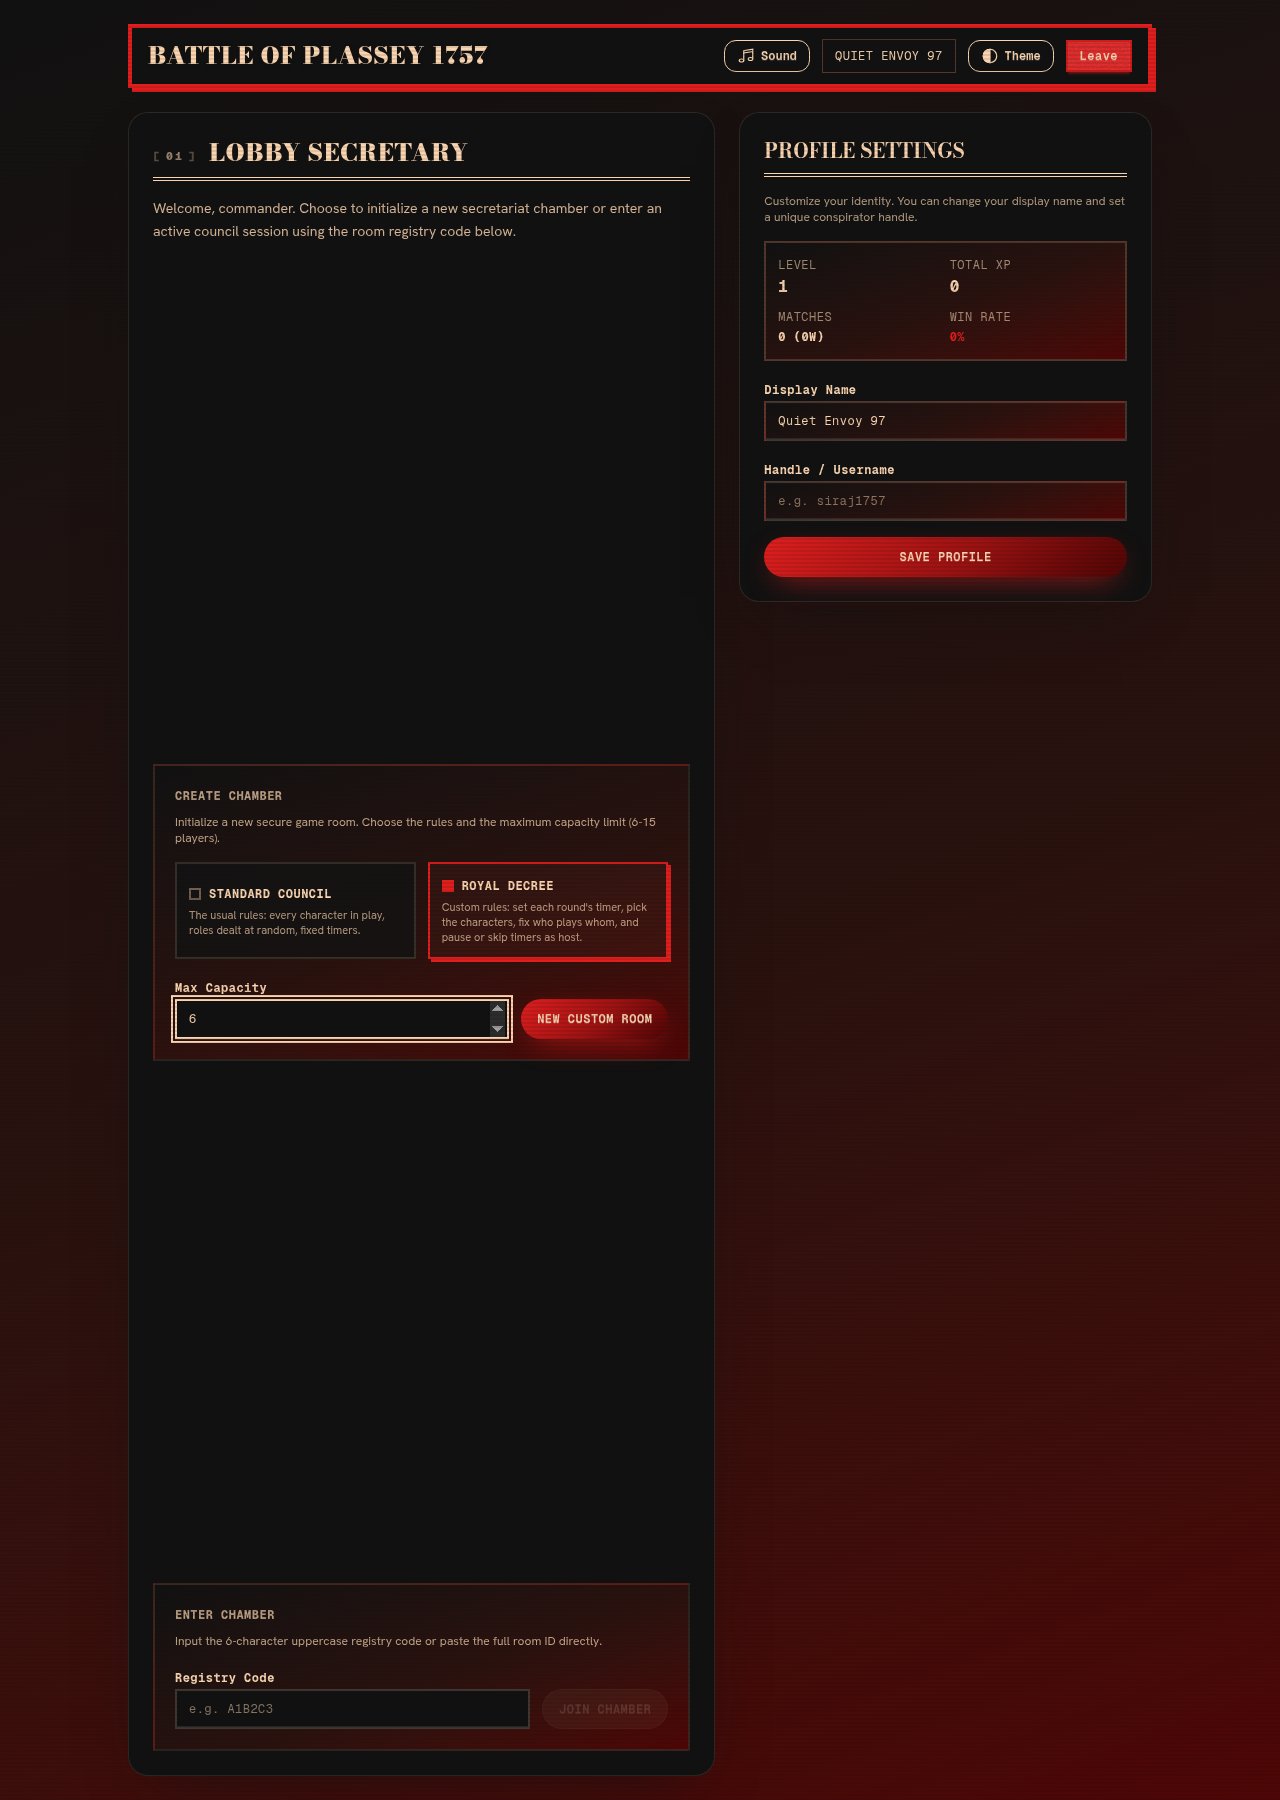 BATTLE OF PLASSEY 1757
Sound
QUIET ENVOY 97
Theme
Leave
[ 01 ] LOBBY SECRETARY
Welcome, commander. Choose to initialize a new secretariat chamber or enter an
active council session using the room registry code below.
CREATE CHAMBER
Initialize a new secure game room. Choose the rules and the maximum capacity limit (6-15
players).
STANDARD COUNCIL
The usual rules: every character in play,
roles dealt at random, fixed timers.
ROYAL DECREE
Custom rules: set each round's timer, pick
the characters, fix who plays whom, and
pause or skip timers as host.
Max Capacity
6
NEW CUSTOM ROOM
ENTER CHAMBER
Input the 6-character uppercase registry code or paste the full room ID directly.
Registry Code
e.g. A1B2C3
JOIN CHAMBER
PROFILE SETTINGS
Customize your identity. You can change your display name and set
a unique conspirator handle.
LEVEL
1
TOTAL XP
0
MATCHES
0 (0W)
WIN RATE
0%
Display Name
Quiet Envoy 97
Handle / Username
e.g. siraj1757
SAVE PROFILE